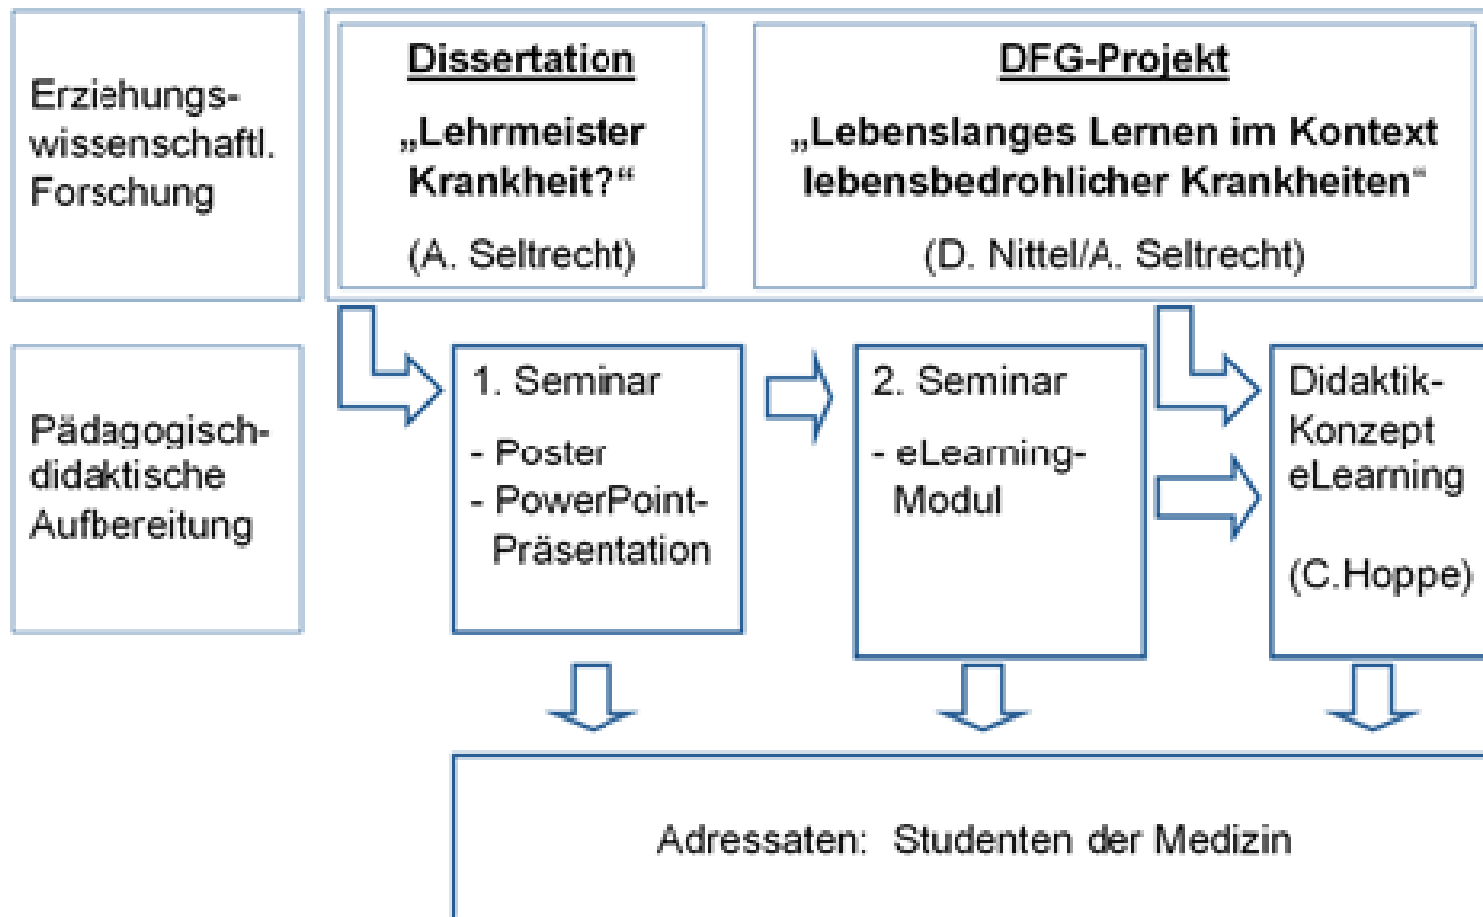 Erziehungs-
wissenschaftl.
Forschung
Dissertation
„Lehrmeister
Krankheit?“
(A. Seltrecht)
DFG-Projekt
„Lebenslanges Lernen im Kontext
lebensbedrohlicher Krankheiten“
(D. Nittel/A. Seltrecht)
Pädagogisch-
didaktische
Aufbereitung
1. Seminar
- Poster
- PowerPoint-
Präsentation
2. Seminar
- eLearning-
Modul
Didaktik-
Konzept
eLearning
(C.Hoppe)
Adressaten: Studenten der Medizin